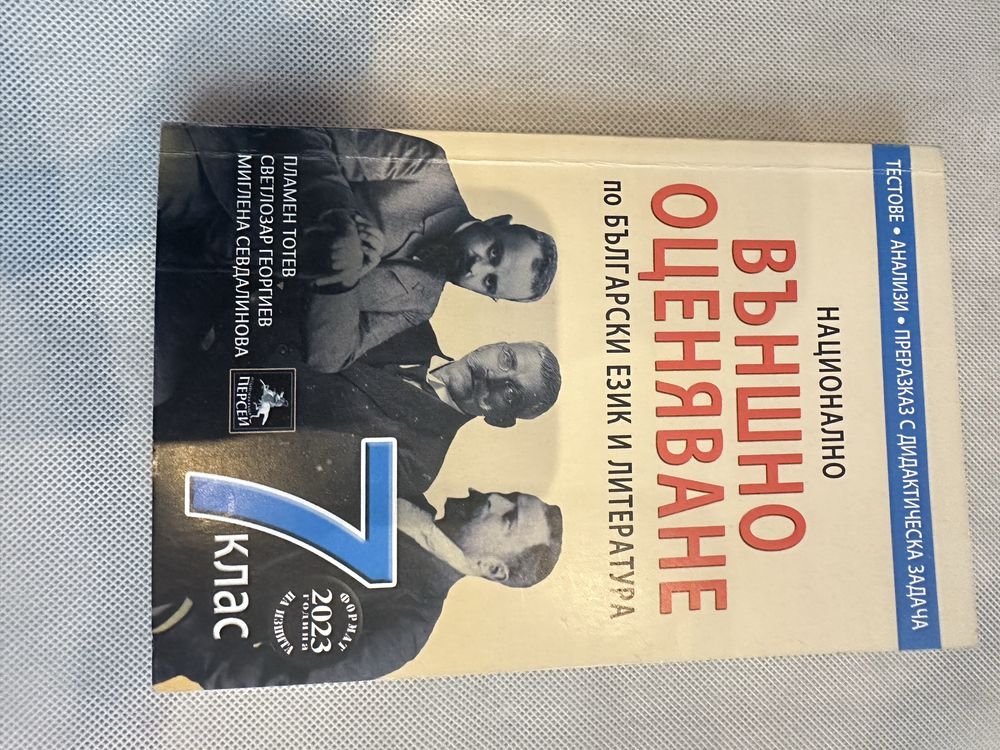 ТЕСТОВЕ • АНАЛИЗИ • ПРЕРАЗКАЗ С ДИДАКТИЧЕСКА ЗАДАЧА
НАЦИОНАЛНО
ВЪНШНО
ОЦЕНЯВАНЕ
по БЪЛГАРСКИ ЕЗИК И ЛИТЕРАТУРА
ФОРМАТ
2023
ГОДИНА
НА ИЗПИТА
7
клас
ПЛАМЕН ТОТЕВ
СВЕТЛОЗАР ГЕОРГИЕВ
МИГЛЕНА СЕВДАЛИНОВА
ПЕРСЕЙ